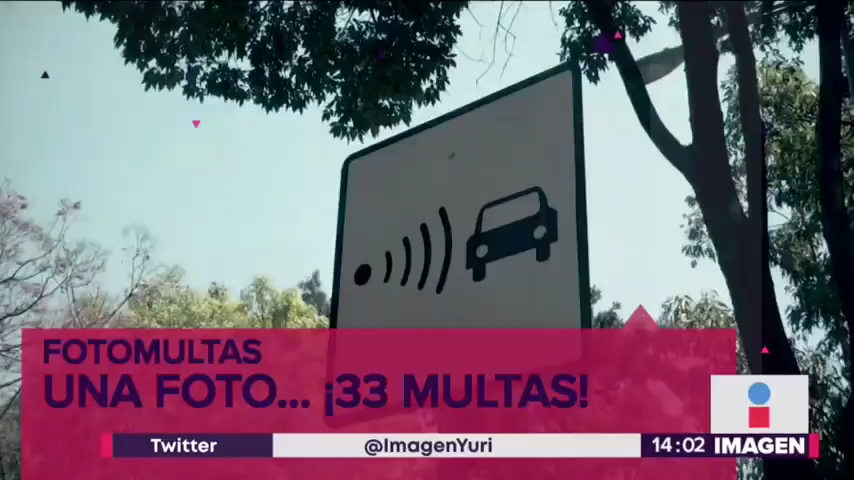 FOTOMULTAS
UNA FOTO... ¡33 MULTAS!
Twitter @ImagenYuri 14:02 IMAGEN